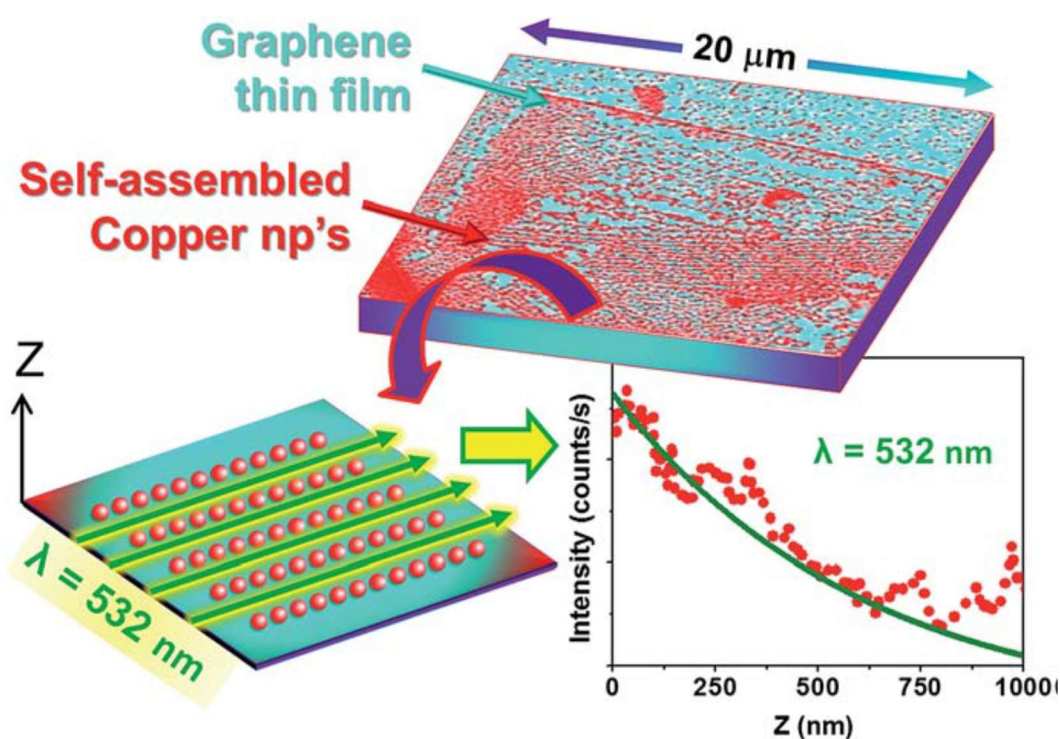 Graphene
thin film
20 μm
Self-assembled
Copper np's
Z
λ = 532 nm
λ = 532 nm
Intensity (counts/s)
0 250 500 750 1000
Z (nm)